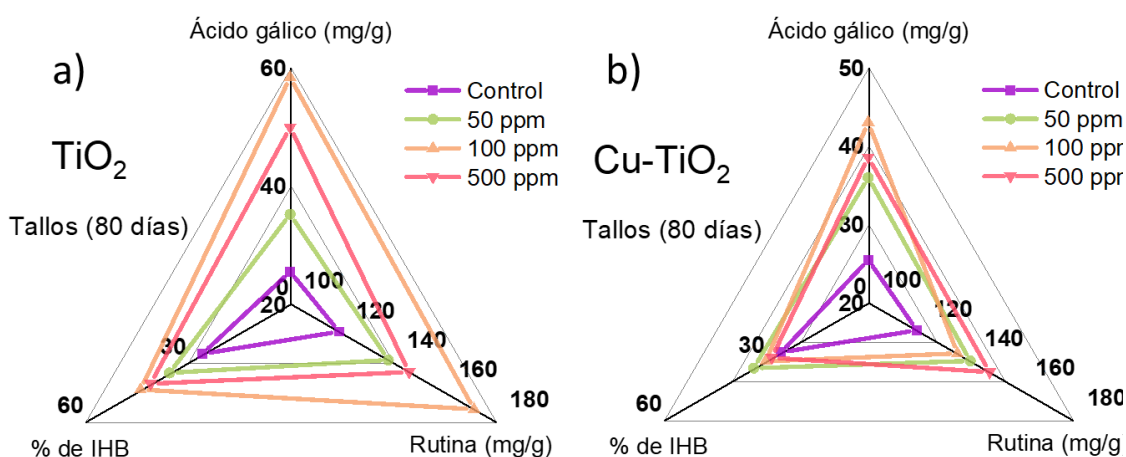 Ácido gálico (mg/g)
a)
60
Control
50 ppm
100 ppm
500 ppm
TiO2
40
Tallos (80 días)
0
100
20
120
30
140
160
60
180
% de IHB
Rutina (mg/g)
Ácido gálico (mg/g)
b)
50
Control
50 ppm
100 ppr
500 ppr
40
Cu-TiO2
Tallos (80 días)
30
0
100
20
120
30
140
160
60
180
% de IHB
Rutina (mg/g)